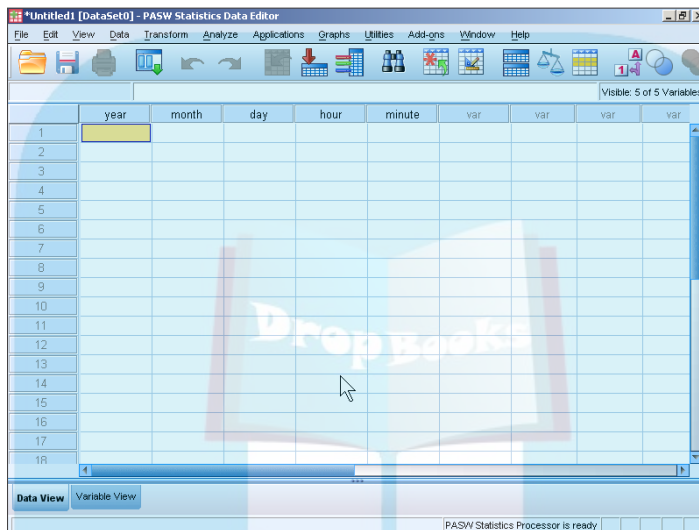 *Untitled1 [DataSet0] - PASW Statistics Data Editor
File Edit View Data Transform Analyze Applications Graphs Utilities Add-ons Window Help
Visible: 5 of 5 Variables
year month day hour minute var var var var
1
2
3
4
5
6
7
8
9
10
11
12
13
14
15
16
17
18
DropBooks
Data View Variable View
PASW Statistics Processor is ready